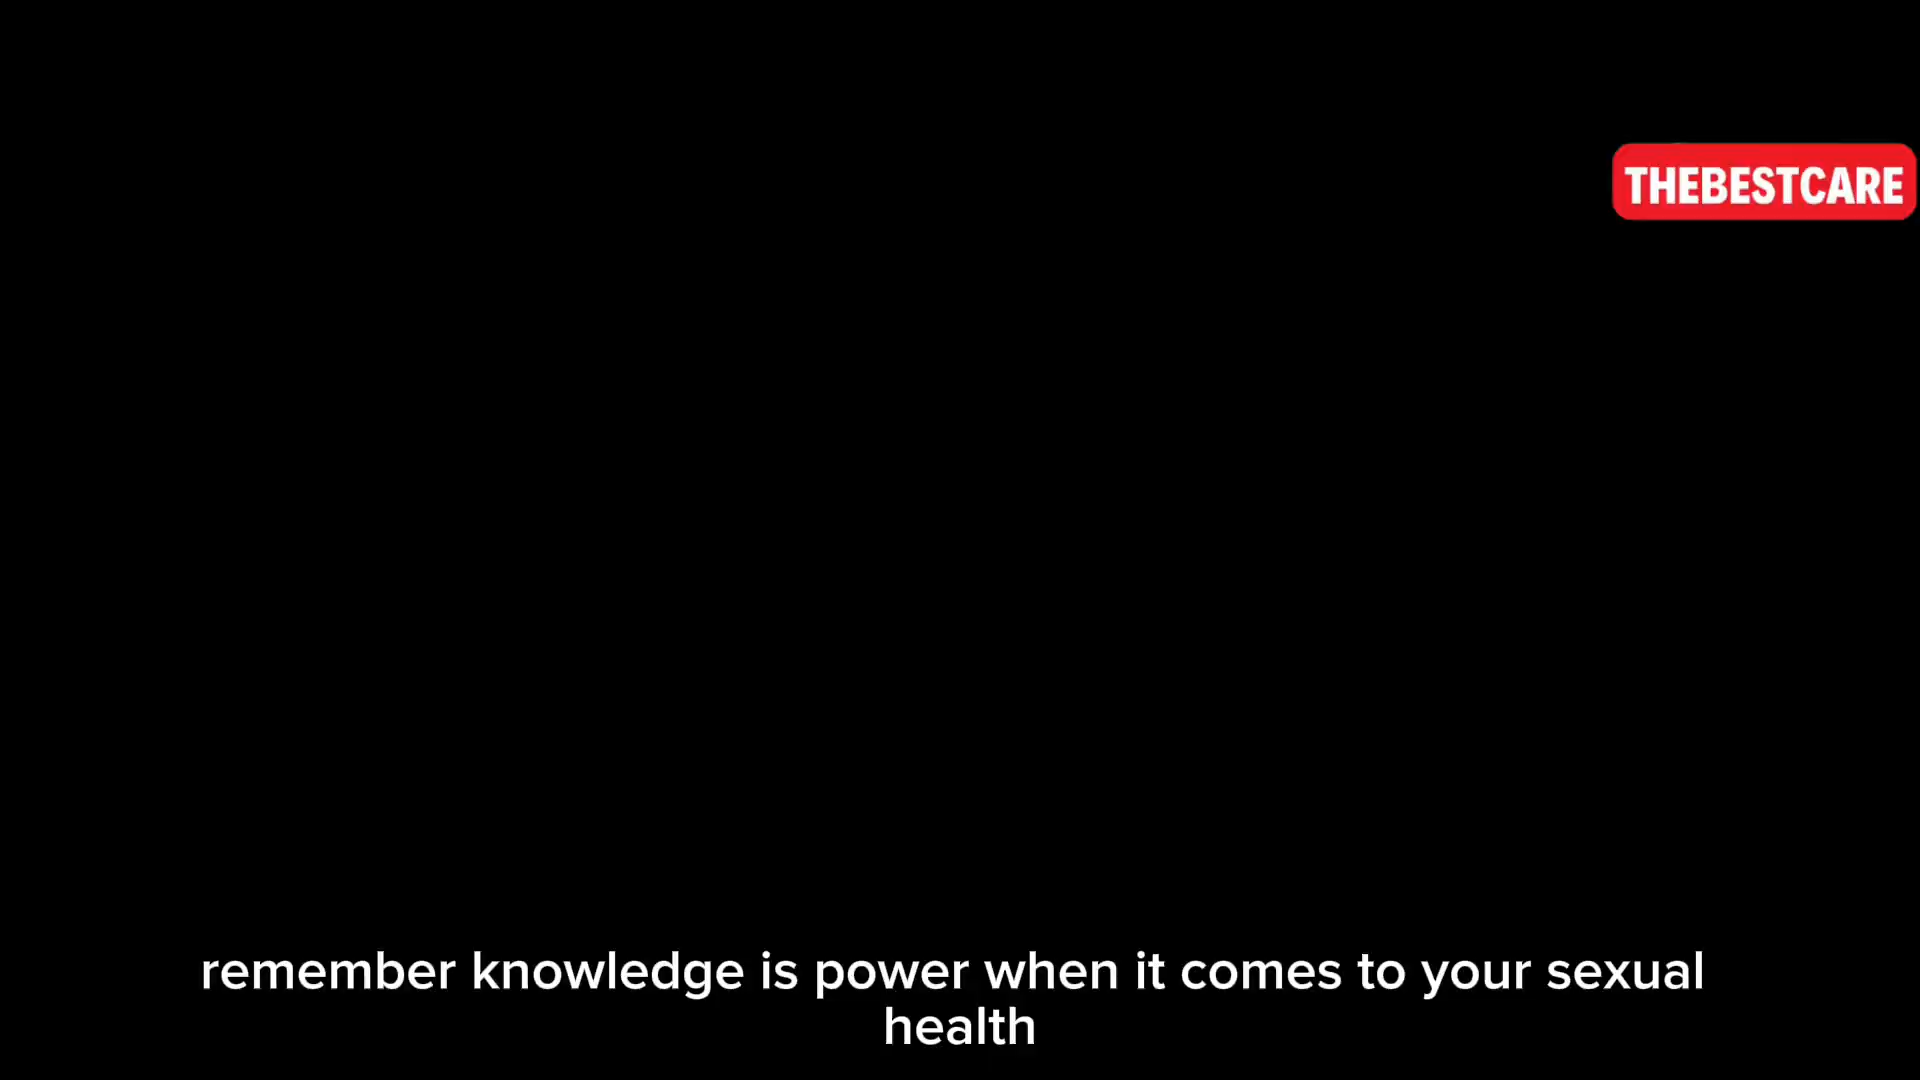 THEBESTCARE
remember knowledge is power when it comes to your sexual
health